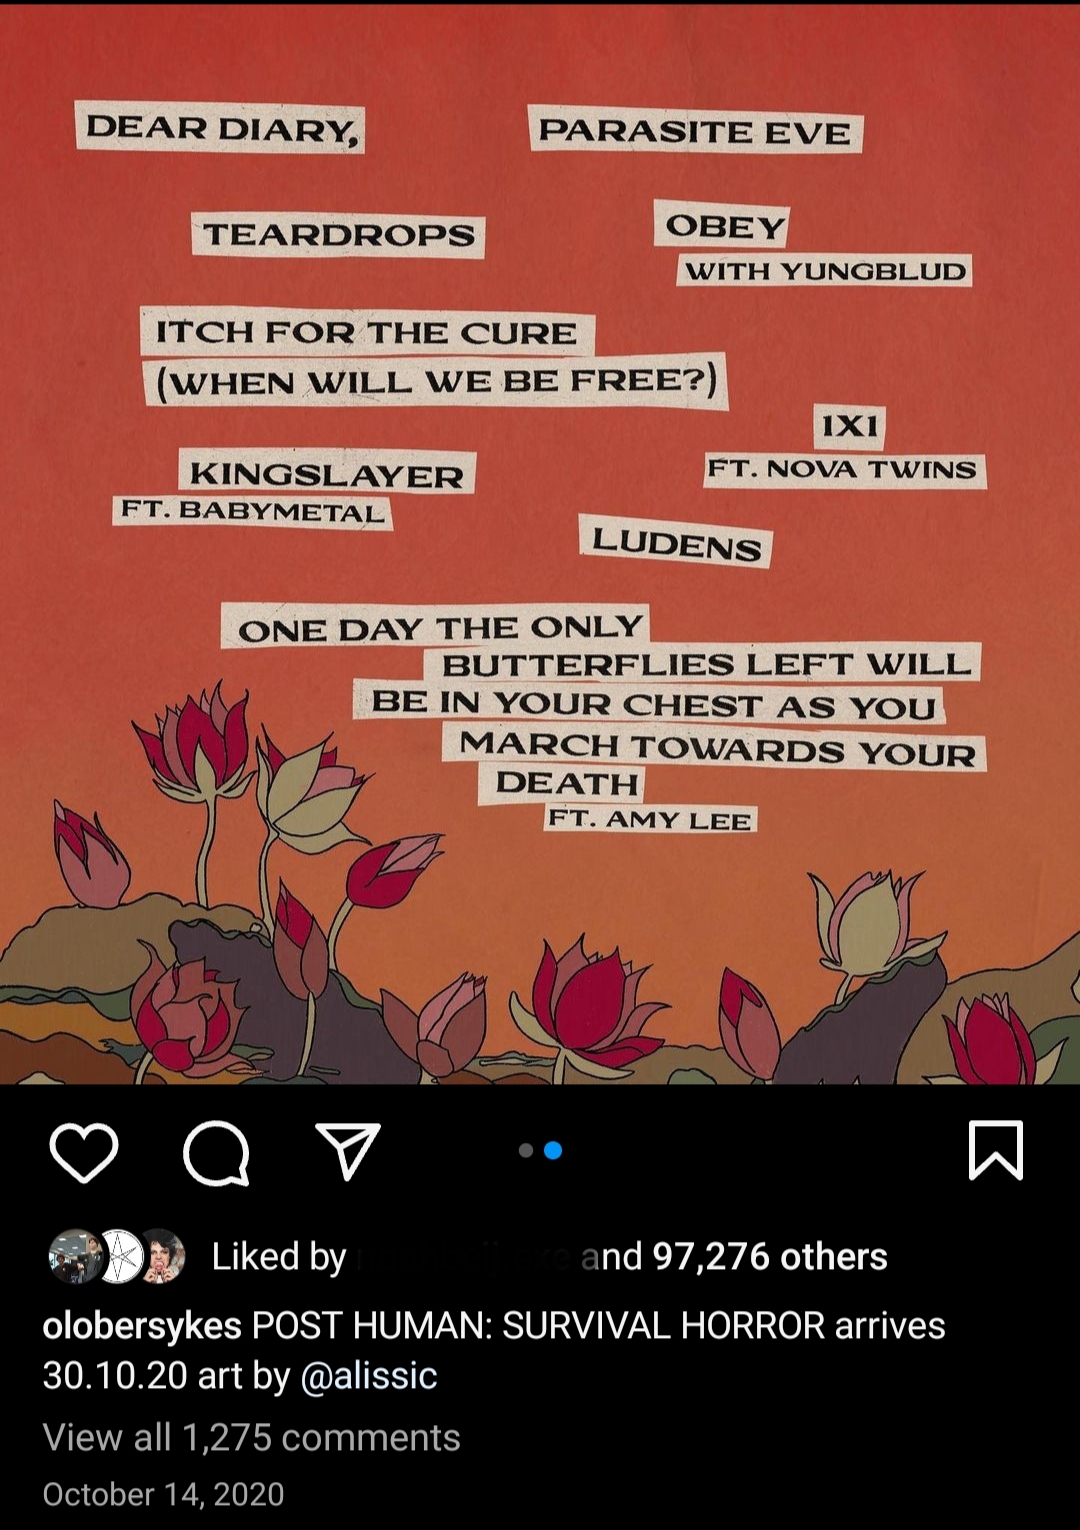 DEAR DIARY,
PARASITE EVE
TEARDROPS
OBEY
WITH YUNGBLUD
ITCH FOR THE CURE
(WHEN WILL WE BE FREE?)
1X1
FT. NOVA TWINS
KINGSLAYER
FT. BABYMETAL
LUDENS
ONE DAY THE ONLY
BUTTERFLIES LEFT WILL
BE IN YOUR CHEST AS YOU
MARCH TOWARDS YOUR
DEATH
FT. AMY LEE
Liked by and 97,276 others
olobersykes POST HUMAN: SURVIVAL HORROR arrives
30.10.20 art by @alissic
View all 1,275 comments
October 14, 2020